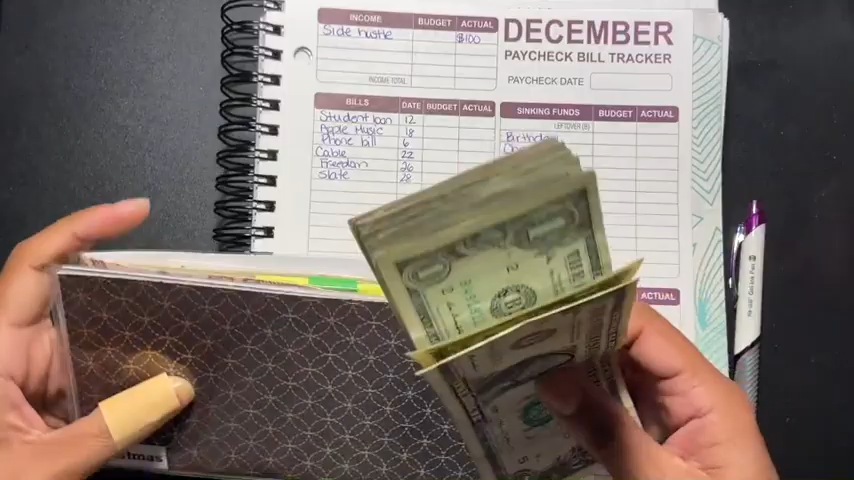 INCOME BUDGET ACTUAL
Side hustle $100
INCOME TOTAL
DECEMBER
PAYCHECK BILL TRACKER
PAYCHECK DATE
BILLS DATE BUDGET ACTUAL
Student loan 12
Apple Music 18
Phone bill 6
Cable 22
Freedom 26
Slate 28
SINKING FUNDS BUDGET ACTUAL
LEFTOVER
Birthday
ACTUAL